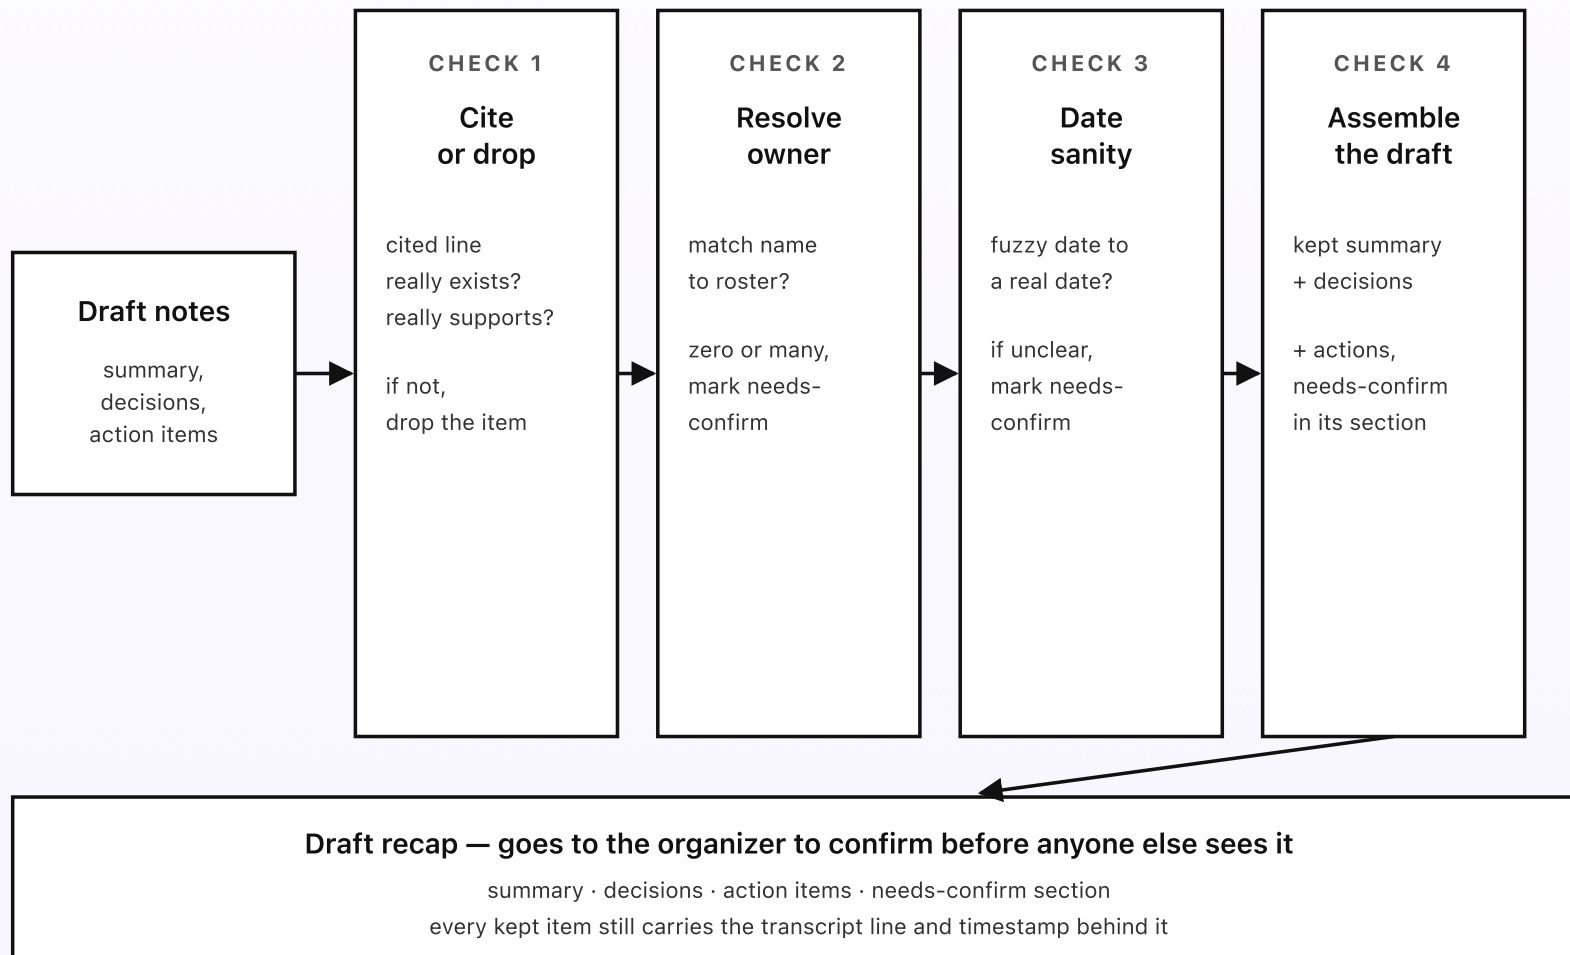 Draft notes
summary,
decisions,
action items
CHECK 1
Cite
or drop
cited line
really exists?
really supports?
if not,
drop the item
CHECK 2
Resolve
owner
match name
to roster?
zero or many,
mark needs-
confirm
CHECK 3
Date
sanity
fuzzy date to
a real date?
if unclear,
mark needs-
confirm
CHECK 4
Assemble
the draft
kept summary
+ decisions
+ actions,
needs-confirm
in its section
Draft recap — goes to the organizer to confirm before anyone else sees it
summary · decisions · action items · needs-confirm section
every kept item still carries the transcript line and timestamp behind it